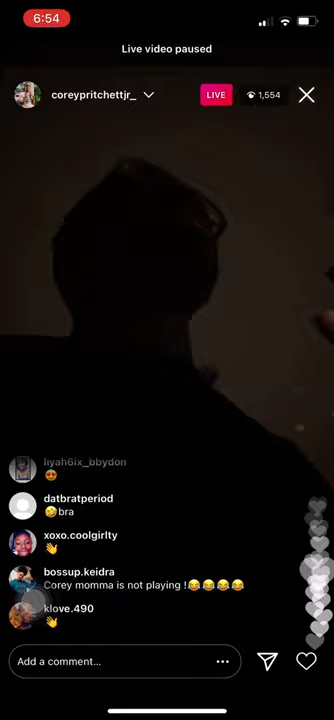 6:54
Live video paused
coreypritchettjr_
LIVE
1,554
liyah6ix_bbydon
😍
datbratperiod
🤣bra
xoxo.coolgirlty
👋
bossup.keidra
Corey momma is not playing !😂😂😂😂
klove.490
👋
Add a comment...